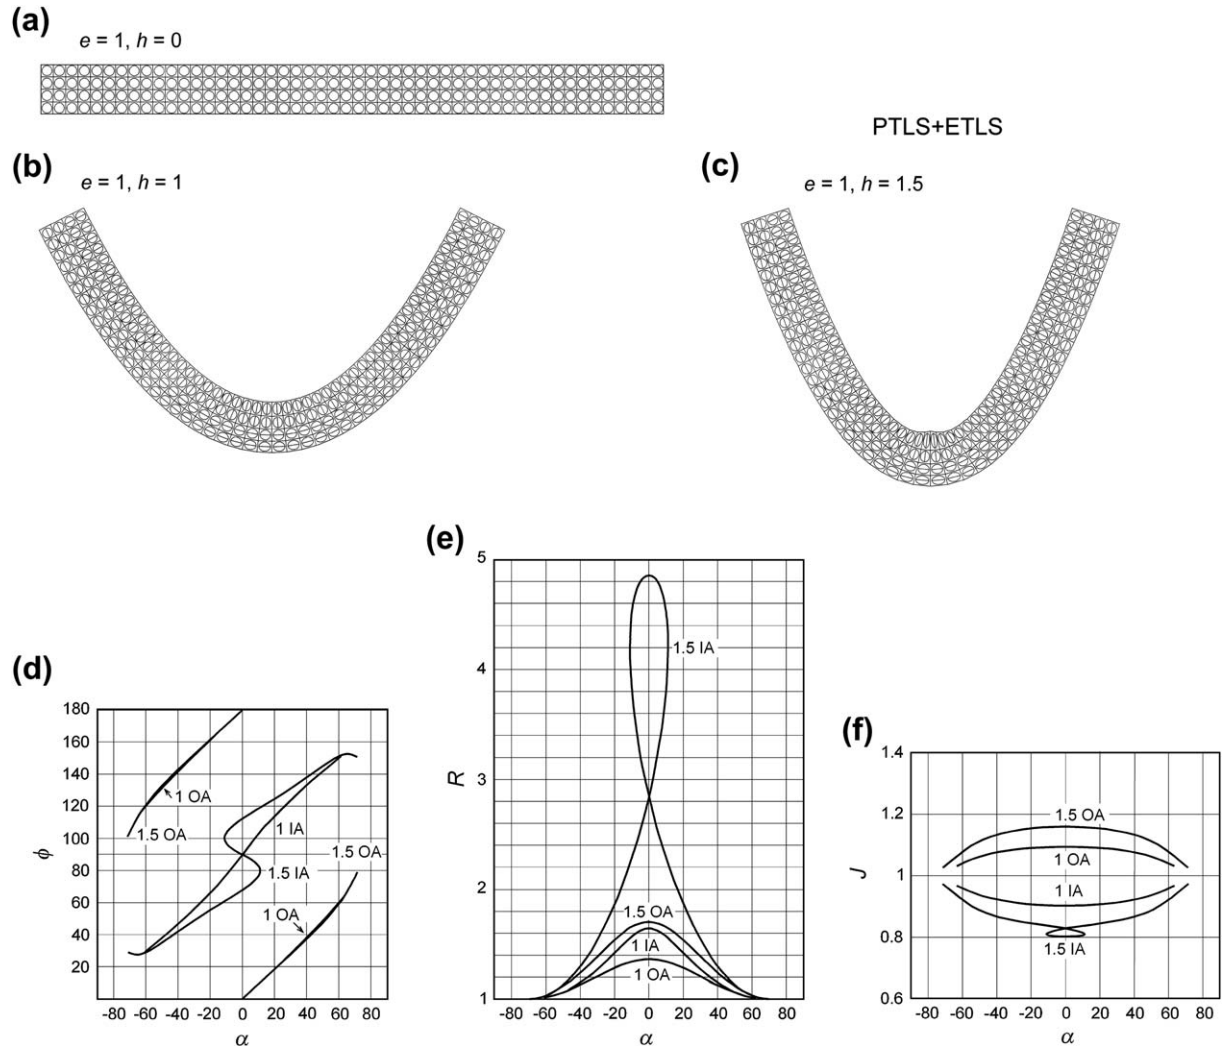 (a)
e = 1, h = 0
PTLS+ETLS
(b)
e = 1, h = 1
(c)
e = 1, h = 1.5
(d)
180
160
140
120
100
80
60
40
20
ϕ
1 OA
1.5 OA
1 IA
1.5 OA
1.5 IA
1 OA
-80 -60 -40 -20 0 20 40 60 80
α
(e)
5
4
3
2
1
R
1.5 IA
1.5 OA
1 IA
1 OA
-80 -60 -40 -20 0 20 40 60 80
α
(f)
1.4
1.2
1
0.8
0.6
J
1.5 OA
1 OA
1 IA
1.5 IA
-80 -60 -40 -20 0 20 40 60 80
α